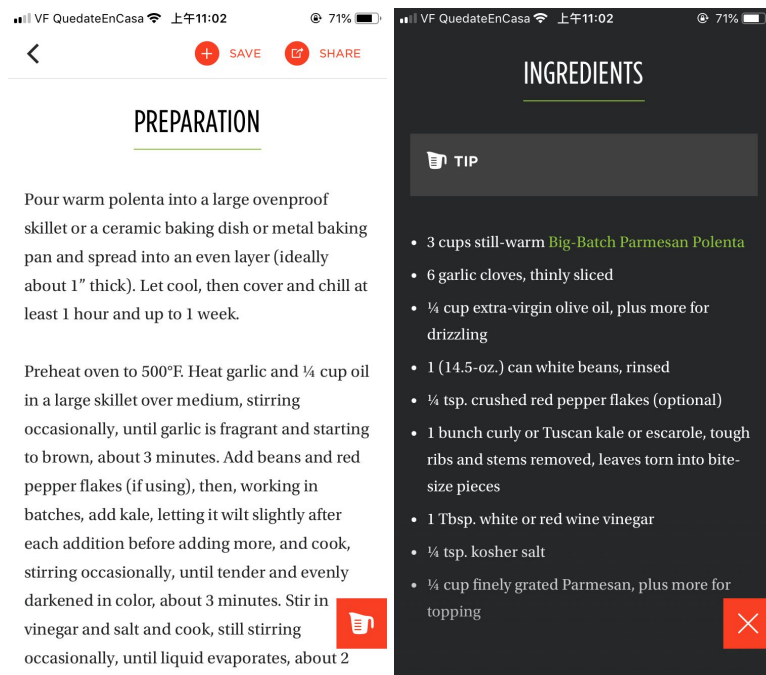 VF QuedateEnCasa 上午11:02 71%
SAVE SHARE
PREPARATION
Pour warm polenta into a large ovenproof
skillet or a ceramic baking dish or metal baking
pan and spread into an even layer (ideally
about 1” thick). Let cool, then cover and chill at
least 1 hour and up to 1 week.
Preheat oven to 500°F. Heat garlic and ¼ cup oil
in a large skillet over medium, stirring
occasionally, until garlic is fragrant and starting
to brown, about 3 minutes. Add beans and red
pepper flakes (if using), then, working in
batches, add kale, letting it wilt slightly after
each addition before adding more, and cook,
stirring occasionally, until tender and evenly
darkened in color, about 3 minutes. Stir in
vinegar and salt and cook, still stirring
occasionally, until liquid evaporates, about 2
VF QuedateEnCasa 上午11:02 71%
INGREDIENTS
TIP
• 3 cups still-warm Big-Batch Parmesan Polenta
• 6 garlic cloves, thinly sliced
• ¼ cup extra-virgin olive oil, plus more for
drizzling
• 1 (14.5-oz.) can white beans, rinsed
• ¼ tsp. crushed red pepper flakes (optional)
• 1 bunch curly or Tuscan kale or escarole, tough
ribs and stems removed, leaves torn into bite-
size pieces
• 1 Tbsp. white or red wine vinegar
• ¼ tsp. kosher salt
• ¼ cup finely grated Parmesan, plus more for
topping